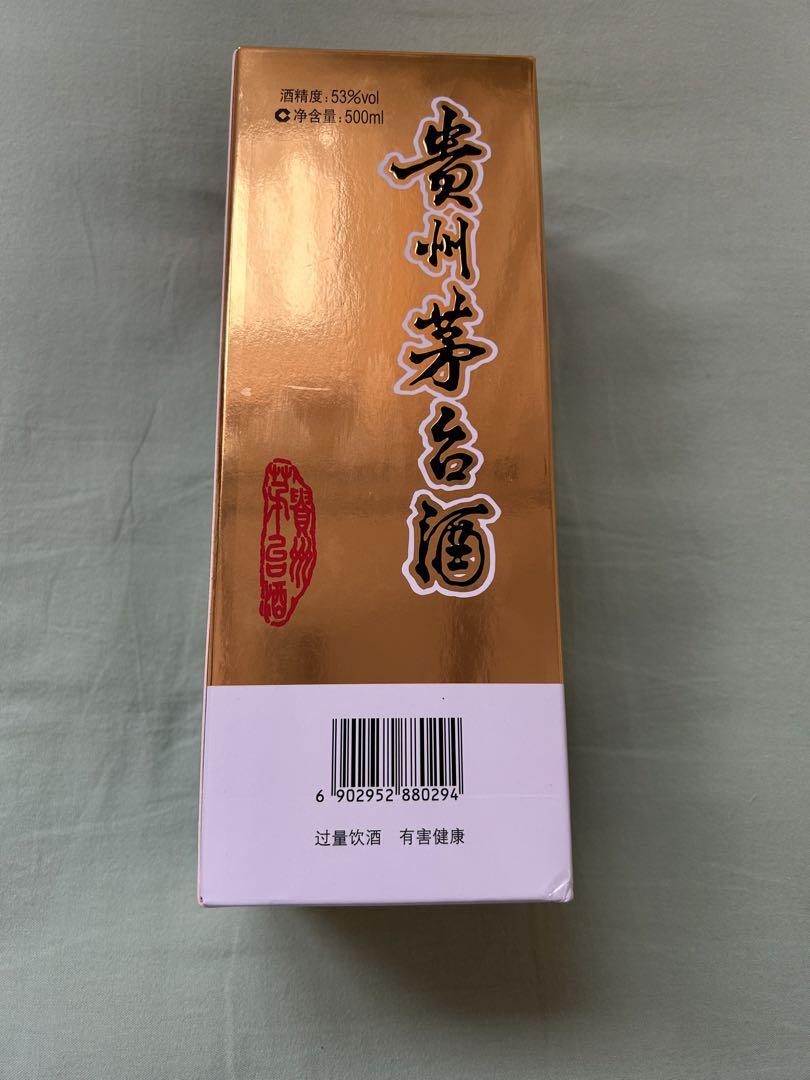 酒精度:53%vol
净含量:500ml
贵州茅台酒
貴州
茅台酒
6 902952 880294
过量饮酒 有害健康